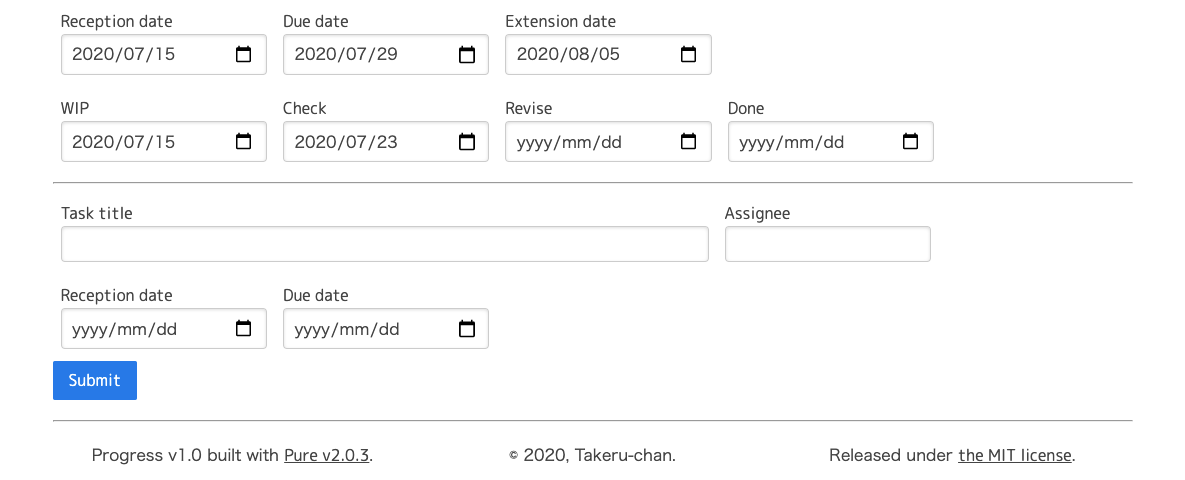 Reception date Due date Extension date
2020/07/15 2020/07/29 2020/08/05
WIP Check Revise Done
2020/07/15 2020/07/23 yyyy/mm/dd yyyy/mm/dd
Task title Assignee
Reception date Due date
yyyy/mm/dd yyyy/mm/dd
Submit
Progress v1.0 built with Pure v2.0.3. © 2020, Takeru-chan. Released under the MIT license.